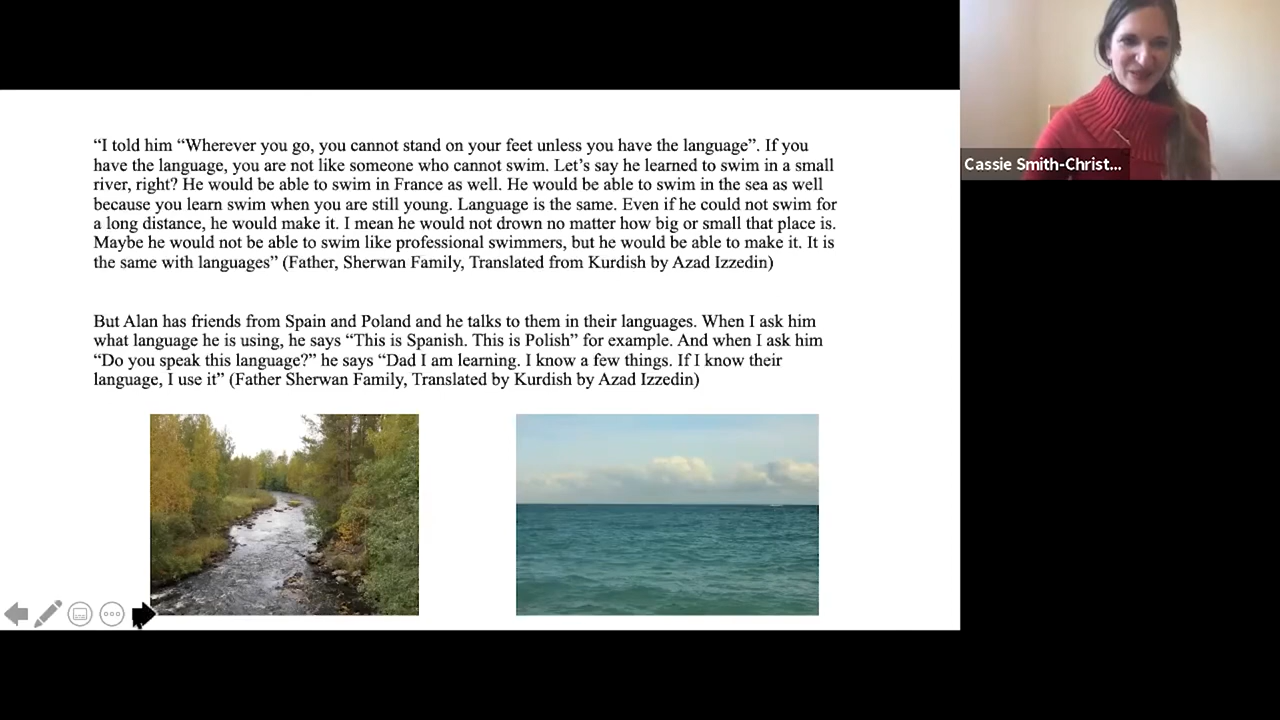 “I told him “Wherever you go, you cannot stand on your feet unless you have the language”. If you
have the language, you are not like someone who cannot swim. Let’s say he learned to swim in a small
river, right? He would be able to swim in France as well. He would be able to swim in the sea as well
because you learn swim when you are still young. Language is the same. Even if he could not swim for
a long distance, he would make it. I mean he would not drown no matter how big or small that place is.
Maybe he would not be able to swim like professional swimmers, but he would be able to make it. It is
the same with languages” (Father, Sherwan Family, Translated from Kurdish by Azad Izzedin)
But Alan has friends from Spain and Poland and he talks to them in their languages. When I ask him
what language he is using, he says “This is Spanish. This is Polish” for example. And when I ask him
“Do you speak this language?” he says “Dad I am learning. I know a few things. If I know their
language, I use it” (Father Sherwan Family, Translated by Kurdish by Azad Izzedin)
Cassie Smith-Christ...